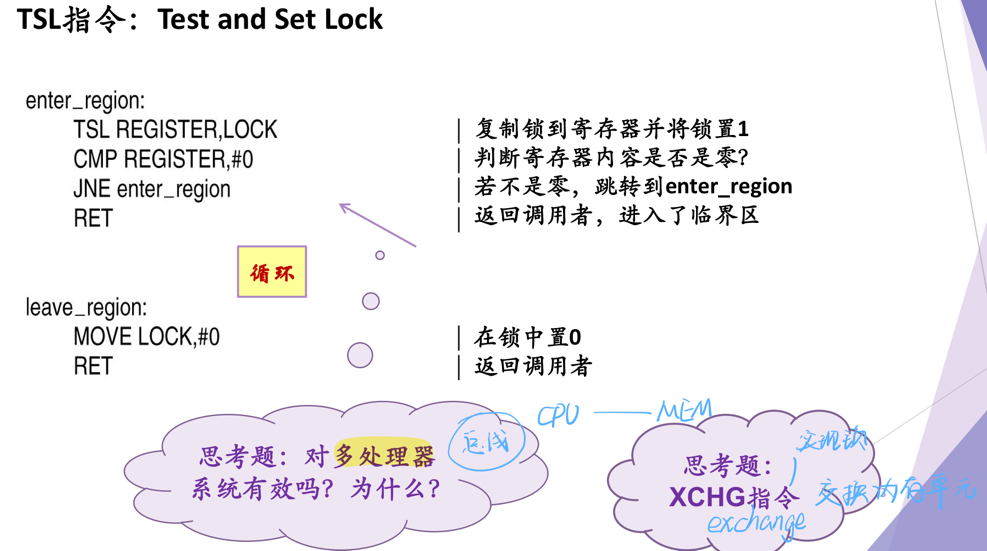 TSL指令：Test and Set Lock
enter_region:
TSL REGISTER,LOCK | 复制锁到寄存器并将锁置1
CMP REGISTER,#0 | 判断寄存器内容是否是零？
JNE enter_region | 若不是零，跳转到enter_region
RET | 返回调用者，进入了临界区
循环
leave_region:
MOVE LOCK,#0 | 在锁中置0
RET | 返回调用者
CPU — MEM
总线
思考题：对多处理器
系统有效吗？为什么？
实现锁
思考题：
XCHG指令
交换内存单元
exchange